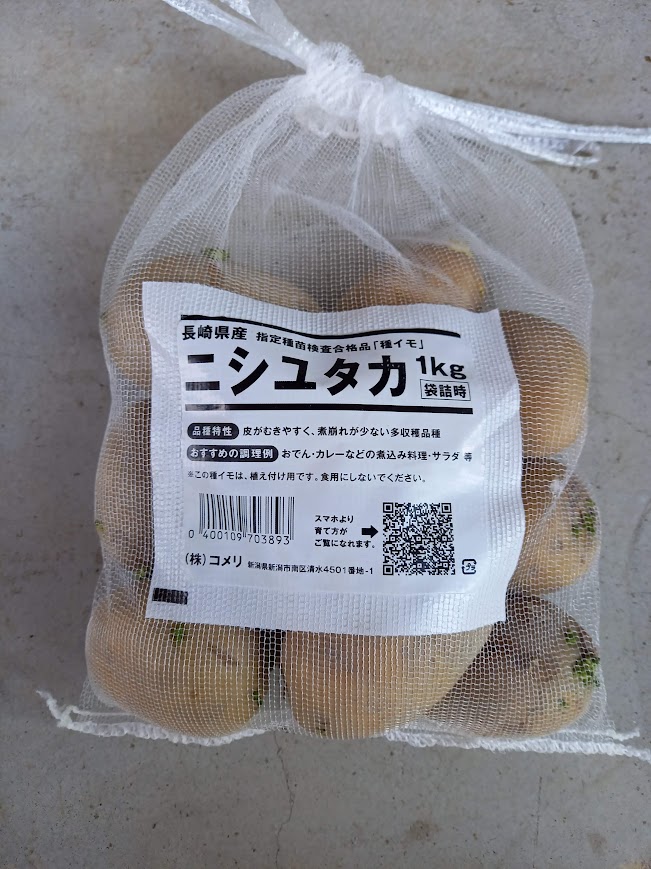 長崎県産 指定種苗検査合格品「種イモ」
ニシユタカ 1kg
袋詰時
品種特性 皮がむきやすく、煮崩れが少ない多収穫品種
おすすめの調理例 おでん・カレーなどの煮込み料理・サラダ 等
※この種イモは、植え付け用です。食用にしないでください。
スマホより
育て方が
ご覧になれます。
0 400109 703893
(株)コメリ 新潟県新潟市南区清水4501番地-1
プラ